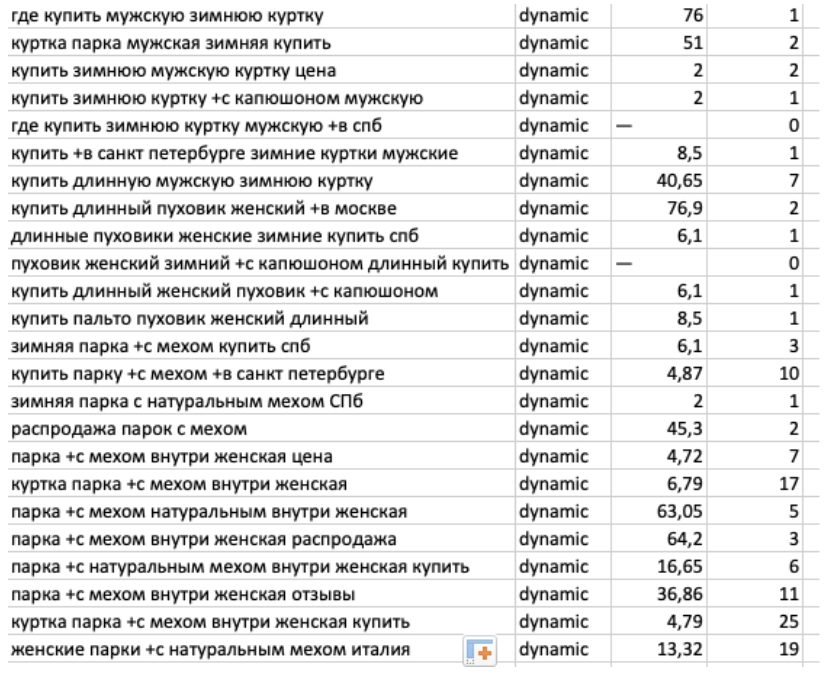 где купить мужскую зимнюю куртку dynamic 76 1
куртка парка мужская зимняя купить dynamic 51 2
купить зимнюю мужскую куртку цена dynamic 2 2
купить зимнюю куртку +с капюшоном мужскую dynamic 2 1
где купить зимнюю куртку мужскую +в спб dynamic — 0
купить +в санкт петербурге зимние куртки мужские dynamic 8,5 1
купить длинную мужскую зимнюю куртку dynamic 40,65 7
купить длинный пуховик женский +в москве dynamic 76,9 2
длинные пуховики женские зимние купить спб dynamic 6,1 1
пуховик женский зимний +с капюшоном длинный купить dynamic — 0
купить длинный женский пуховик +с капюшоном dynamic 6,1 1
купить пальто пуховик женский длинный dynamic 8,5 1
зимняя парка +с мехом купить спб dynamic 6,1 3
купить парку +с мехом +в санкт петербурге dynamic 4,87 10
зимняя парка с натуральным мехом СПб dynamic 2 1
распродажа парок с мехом dynamic 45,3 2
парка +с мехом внутри женская цена dynamic 4,72 7
куртка парка +с мехом внутри женская dynamic 6,79 17
парка +с мехом натуральным внутри женская dynamic 63,05 5
парка +с мехом внутри женская распродажа dynamic 64,2 3
парка +с натуральным мехом внутри женская купить dynamic 16,65 6
парка +с мехом внутри женская отзывы dynamic 36,86 11
куртка парка +с мехом внутри женская купить dynamic 4,79 25
женские парки +с натуральным мехом италия dynamic 13,32 19